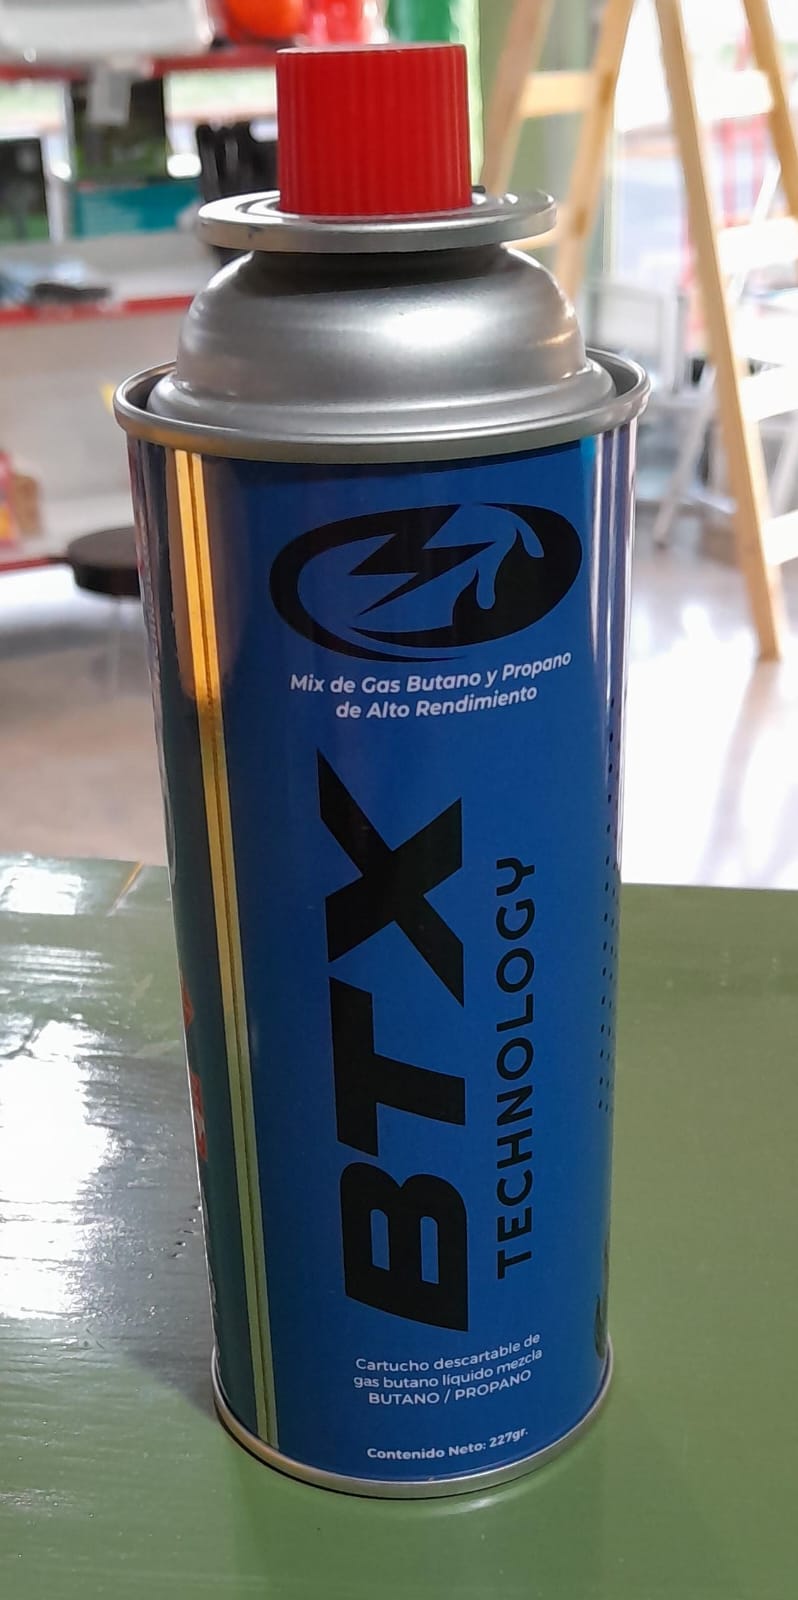 Mix de Gas Butano y Propano
de Alto Rendimiento
BTX
TECHNOLOGY
Cartucho descartable de
gas butano líquido mezcla
BUTANO / PROPANO
Contenido Neto: 227gr.